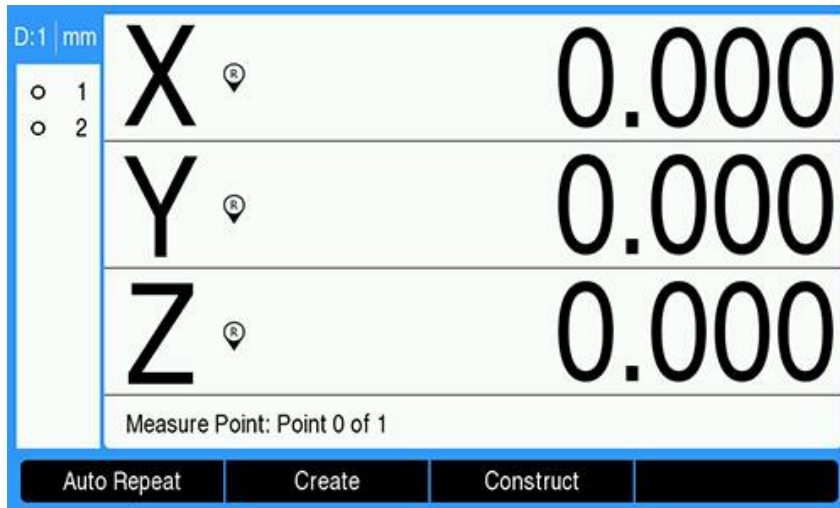 D:1 mm
1
2
X R 0.000
Y R 0.000
Z R 0.000
Measure Point: Point 0 of 1
Auto Repeat Create Construct